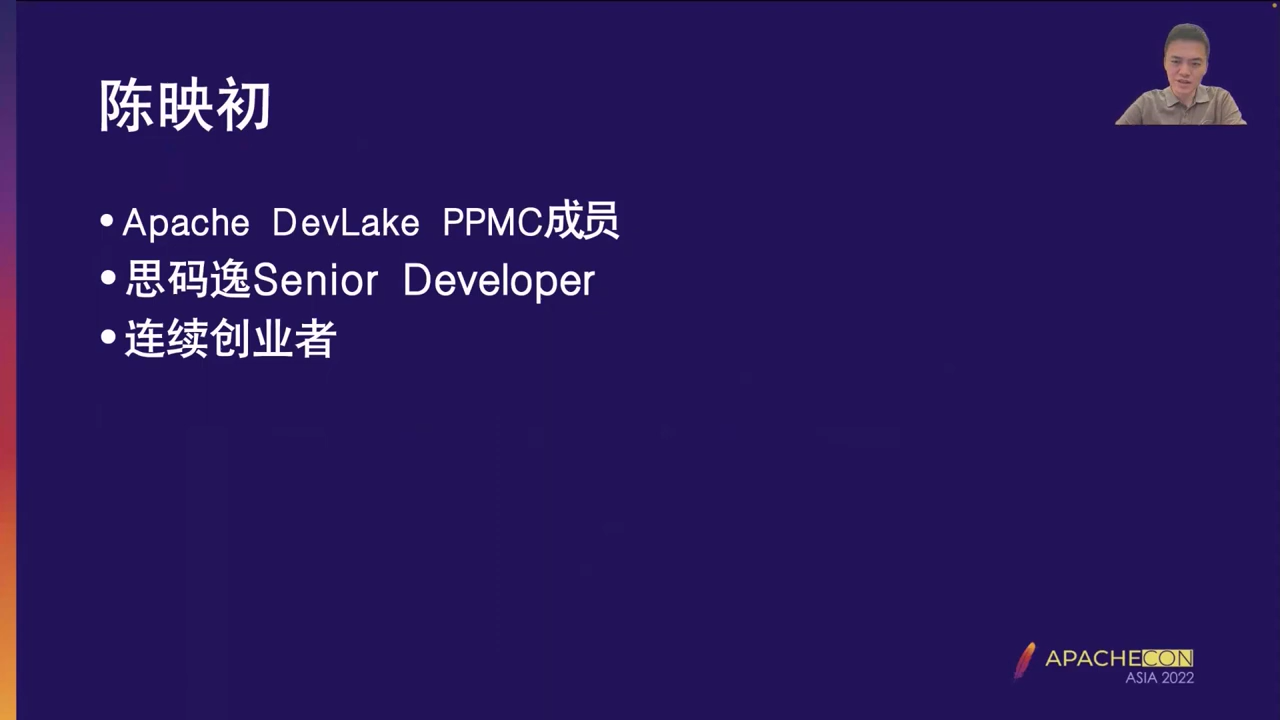 陈映初
•Apache DevLake PPMC成员
•思码逸Senior Developer
•连续创业者
APACHECON
ASIA 2022